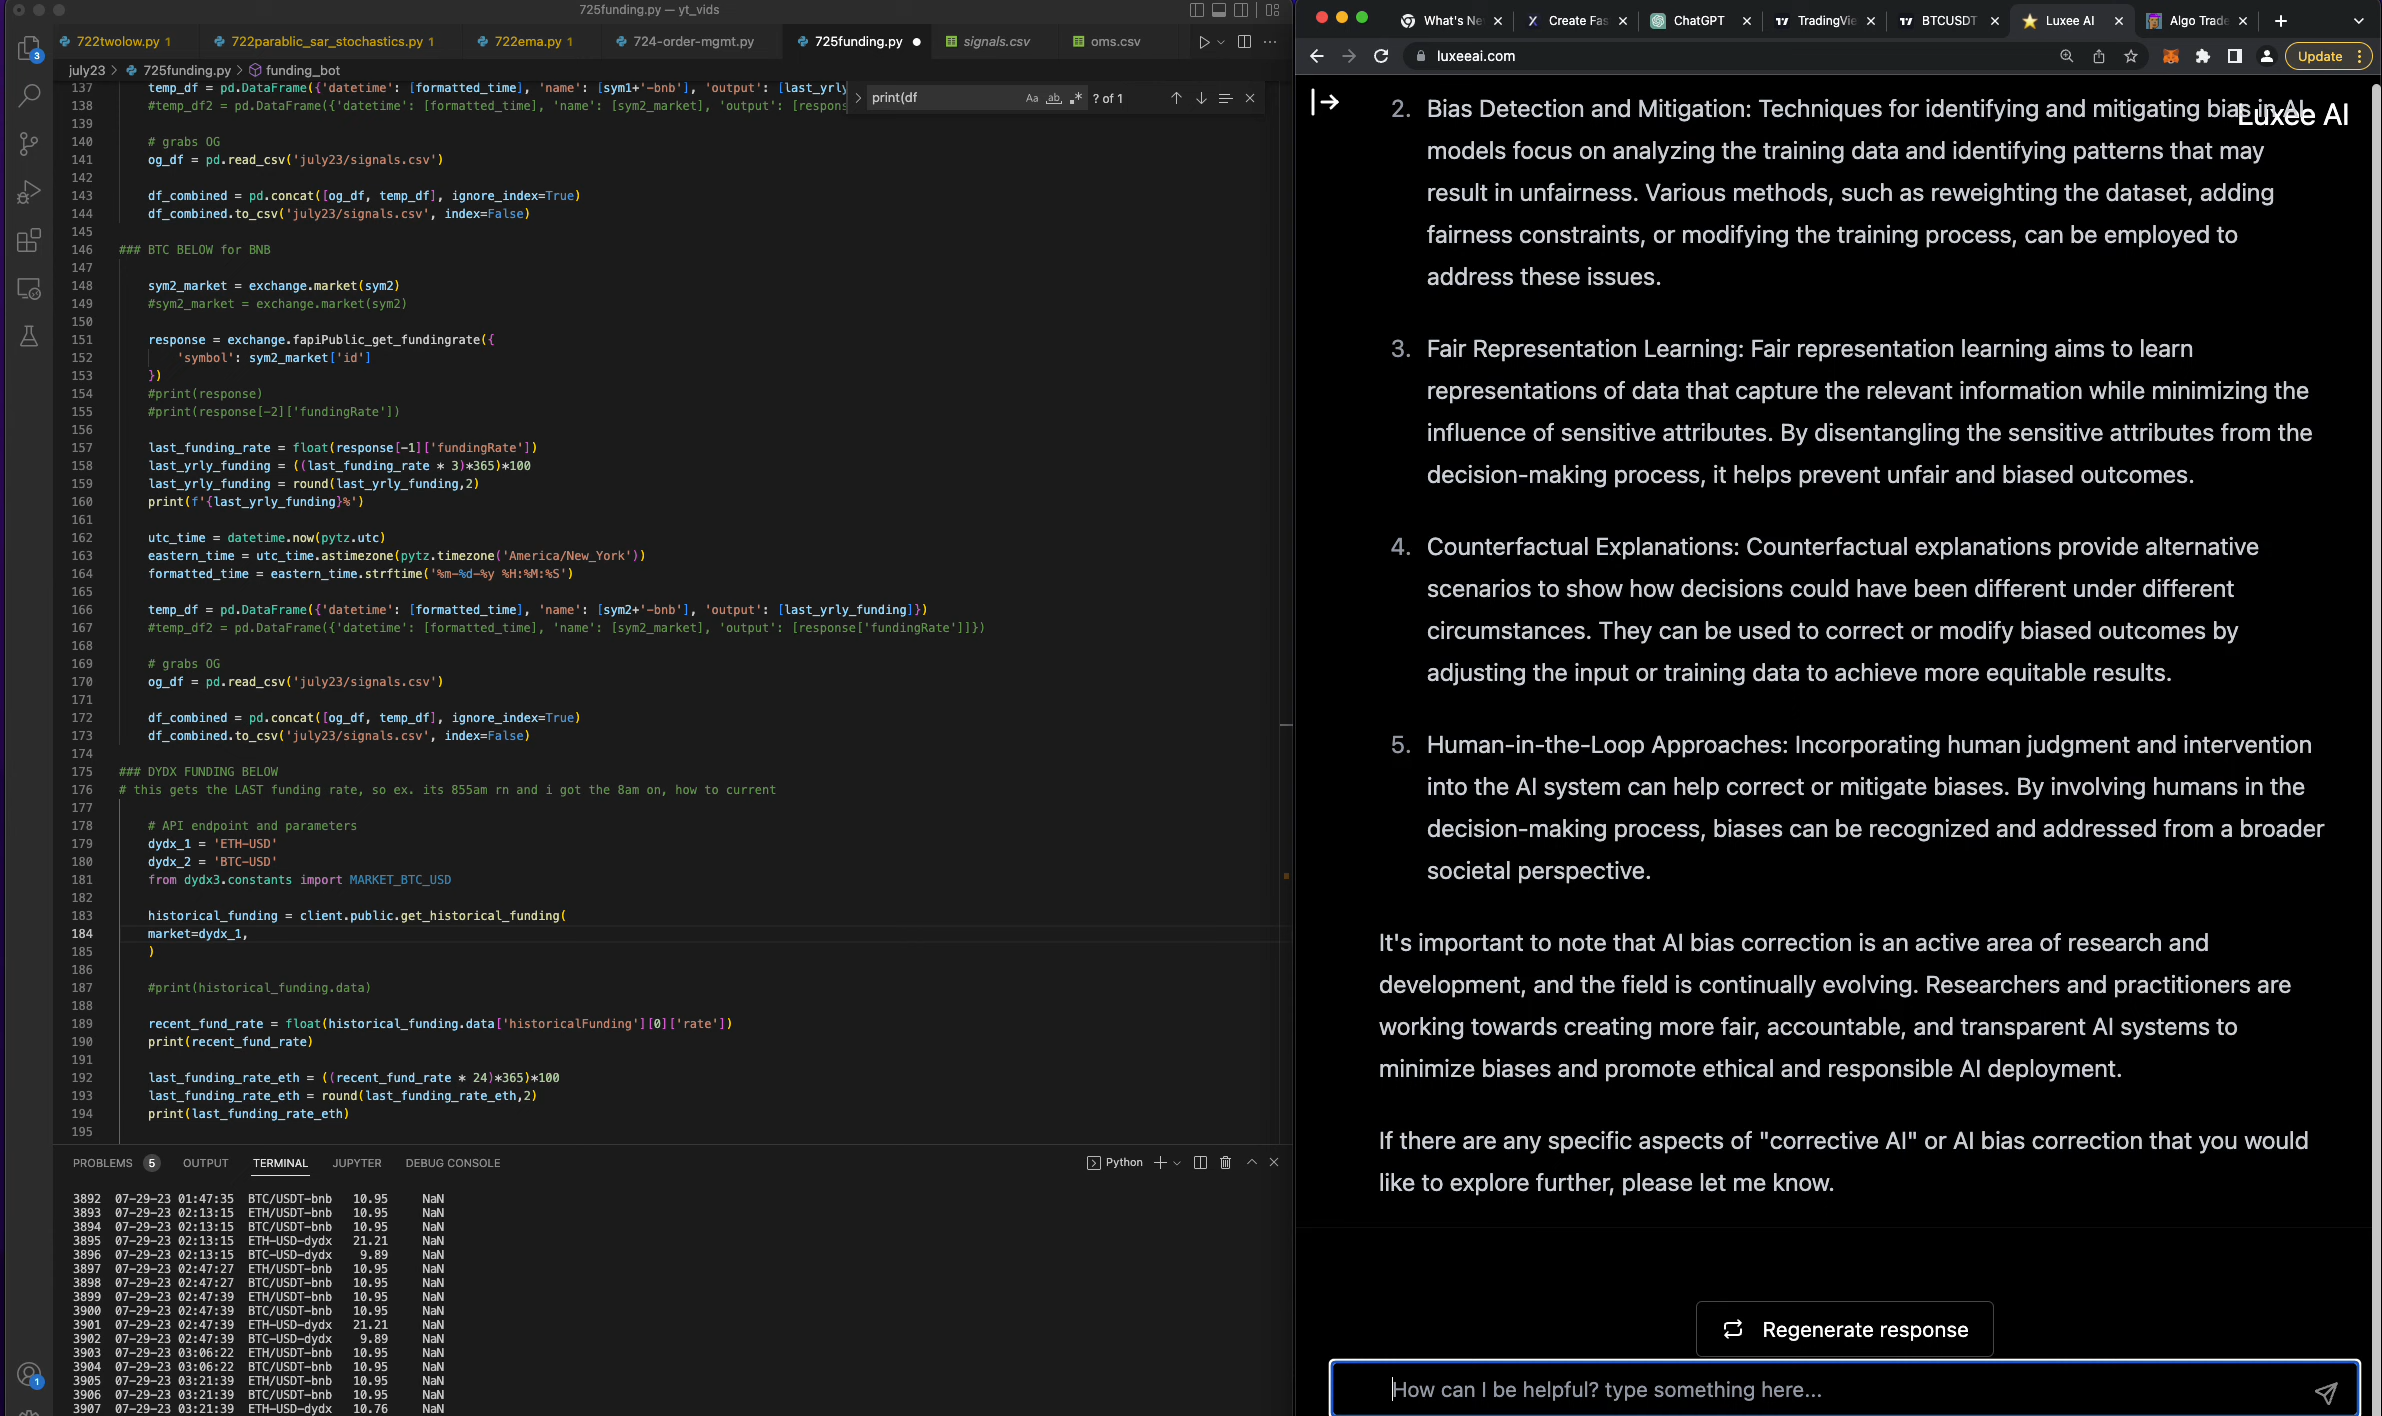 725funding.py — yt_vids
722twolow.py 1
722parablic_sar_stochastics.py 1
722ema.py 1
724-order-mgmt.py
725funding.py
signals.csv
oms.csv
july23 > 725funding.py > funding_bot
print(df
Aa ab ? of 1
137 temp_df = pd.DataFrame({'datetime': [formatted_time], 'name': [sym1+'-bnb'], 'output': [last_yrly
138 #temp_df2 = pd.DataFrame({'datetime': [formatted_time], 'name': [sym2_market], 'output': [respons
139
140 # grabs OG
141 og_df = pd.read_csv('july23/signals.csv')
142
143 df_combined = pd.concat([og_df, temp_df], ignore_index=True)
144 df_combined.to_csv('july23/signals.csv', index=False)
145
146 ### BTC BELOW for BNB
147
148 sym2_market = exchange.market(sym2)
149 #sym2_market = exchange.market(sym2)
150
151 response = exchange.fapiPublic_get_fundingrate({
152 'symbol': sym2_market['id']
153 })
154 #print(response)
155 #print(response[-2]['fundingRate'])
156
157 last_funding_rate = float(response[-1]['fundingRate'])
158 last_yrly_funding = ((last_funding_rate * 3)*365)*100
159 last_yrly_funding = round(last_yrly_funding,2)
160 print(f'{last_yrly_funding}%')
161
162 utc_time = datetime.now(pytz.utc)
163 eastern_time = utc_time.astimezone(pytz.timezone('America/New_York'))
164 formatted_time = eastern_time.strftime('%m-%d-%y %H:%M:%S')
165
166 temp_df = pd.DataFrame({'datetime': [formatted_time], 'name': [sym2+'-bnb'], 'output': [last_yrly_funding]})
167 #temp_df2 = pd.DataFrame({'datetime': [formatted_time], 'name': [sym2_market], 'output': [response['fundingRate']]})
168
169 # grabs OG
170 og_df = pd.read_csv('july23/signals.csv')
171
172 df_combined = pd.concat([og_df, temp_df], ignore_index=True)
173 df_combined.to_csv('july23/signals.csv', index=False)
174
175 ### DYDX FUNDING BELOW
176 # this gets the LAST funding rate, so ex. its 855am rn and i got the 8am on, how to current
177
178 # API endpoint and parameters
179 dydx_1 = 'ETH-USD'
180 dydx_2 = 'BTC-USD'
181 from dydx3.constants import MARKET_BTC_USD
182
183 historical_funding = client.public.get_historical_funding(
184 market=dydx_1,
185 )
186
187 #print(historical_funding.data)
188
189 recent_fund_rate = float(historical_funding.data['historicalFunding'][0]['rate'])
190 print(recent_fund_rate)
191
192 last_funding_rate_eth = ((recent_fund_rate * 24)*365)*100
193 last_funding_rate_eth = round(last_funding_rate_eth,2)
194 print(last_funding_rate_eth)
195
PROBLEMS 5 OUTPUT TERMINAL JUPYTER DEBUG CONSOLE
Python
3892 07-29-23 01:47:35 BTC/USDT-bnb 10.95 NaN
3893 07-29-23 02:13:15 ETH/USDT-bnb 10.95 NaN
3894 07-29-23 02:13:15 BTC/USDT-bnb 10.95 NaN
3895 07-29-23 02:13:15 ETH-USD-dydx 21.21 NaN
3896 07-29-23 02:13:15 BTC-USD-dydx 9.89 NaN
3897 07-29-23 02:47:27 ETH/USDT-bnb 10.95 NaN
3898 07-29-23 02:47:27 BTC/USDT-bnb 10.95 NaN
3899 07-29-23 02:47:39 ETH/USDT-bnb 10.95 NaN
3900 07-29-23 02:47:39 BTC/USDT-bnb 10.95 NaN
3901 07-29-23 02:47:39 ETH-USD-dydx 21.21 NaN
3902 07-29-23 02:47:39 BTC-USD-dydx 9.89 NaN
3903 07-29-23 03:06:22 ETH/USDT-bnb 10.95 NaN
3904 07-29-23 03:06:22 BTC/USDT-bnb 10.95 NaN
3905 07-29-23 03:21:39 ETH/USDT-bnb 10.95 NaN
3906 07-29-23 03:21:39 BTC/USDT-bnb 10.95 NaN
3907 07-29-23 03:21:39 ETH-USD-dydx 10.76 NaN
3
1
What's Ne
Create Fas
ChatGPT
TradingVie
BTCUSDT
Luxee AI
Algo Trade
luxeeai.com
Update
Luxee AI
2. Bias Detection and Mitigation: Techniques for identifying and mitigating bias in AI
models focus on analyzing the training data and identifying patterns that may
result in unfairness. Various methods, such as reweighting the dataset, adding
fairness constraints, or modifying the training process, can be employed to
address these issues.
3. Fair Representation Learning: Fair representation learning aims to learn
representations of data that capture the relevant information while minimizing the
influence of sensitive attributes. By disentangling the sensitive attributes from the
decision-making process, it helps prevent unfair and biased outcomes.
4. Counterfactual Explanations: Counterfactual explanations provide alternative
scenarios to show how decisions could have been different under different
circumstances. They can be used to correct or modify biased outcomes by
adjusting the input or training data to achieve more equitable results.
5. Human-in-the-Loop Approaches: Incorporating human judgment and intervention
into the AI system can help correct or mitigate biases. By involving humans in the
decision-making process, biases can be recognized and addressed from a broader
societal perspective.
It's important to note that AI bias correction is an active area of research and
development, and the field is continually evolving. Researchers and practitioners are
working towards creating more fair, accountable, and transparent AI systems to
minimize biases and promote ethical and responsible AI deployment.
If there are any specific aspects of "corrective AI" or AI bias correction that you would
like to explore further, please let me know.
Regenerate response
How can I be helpful? type something here...